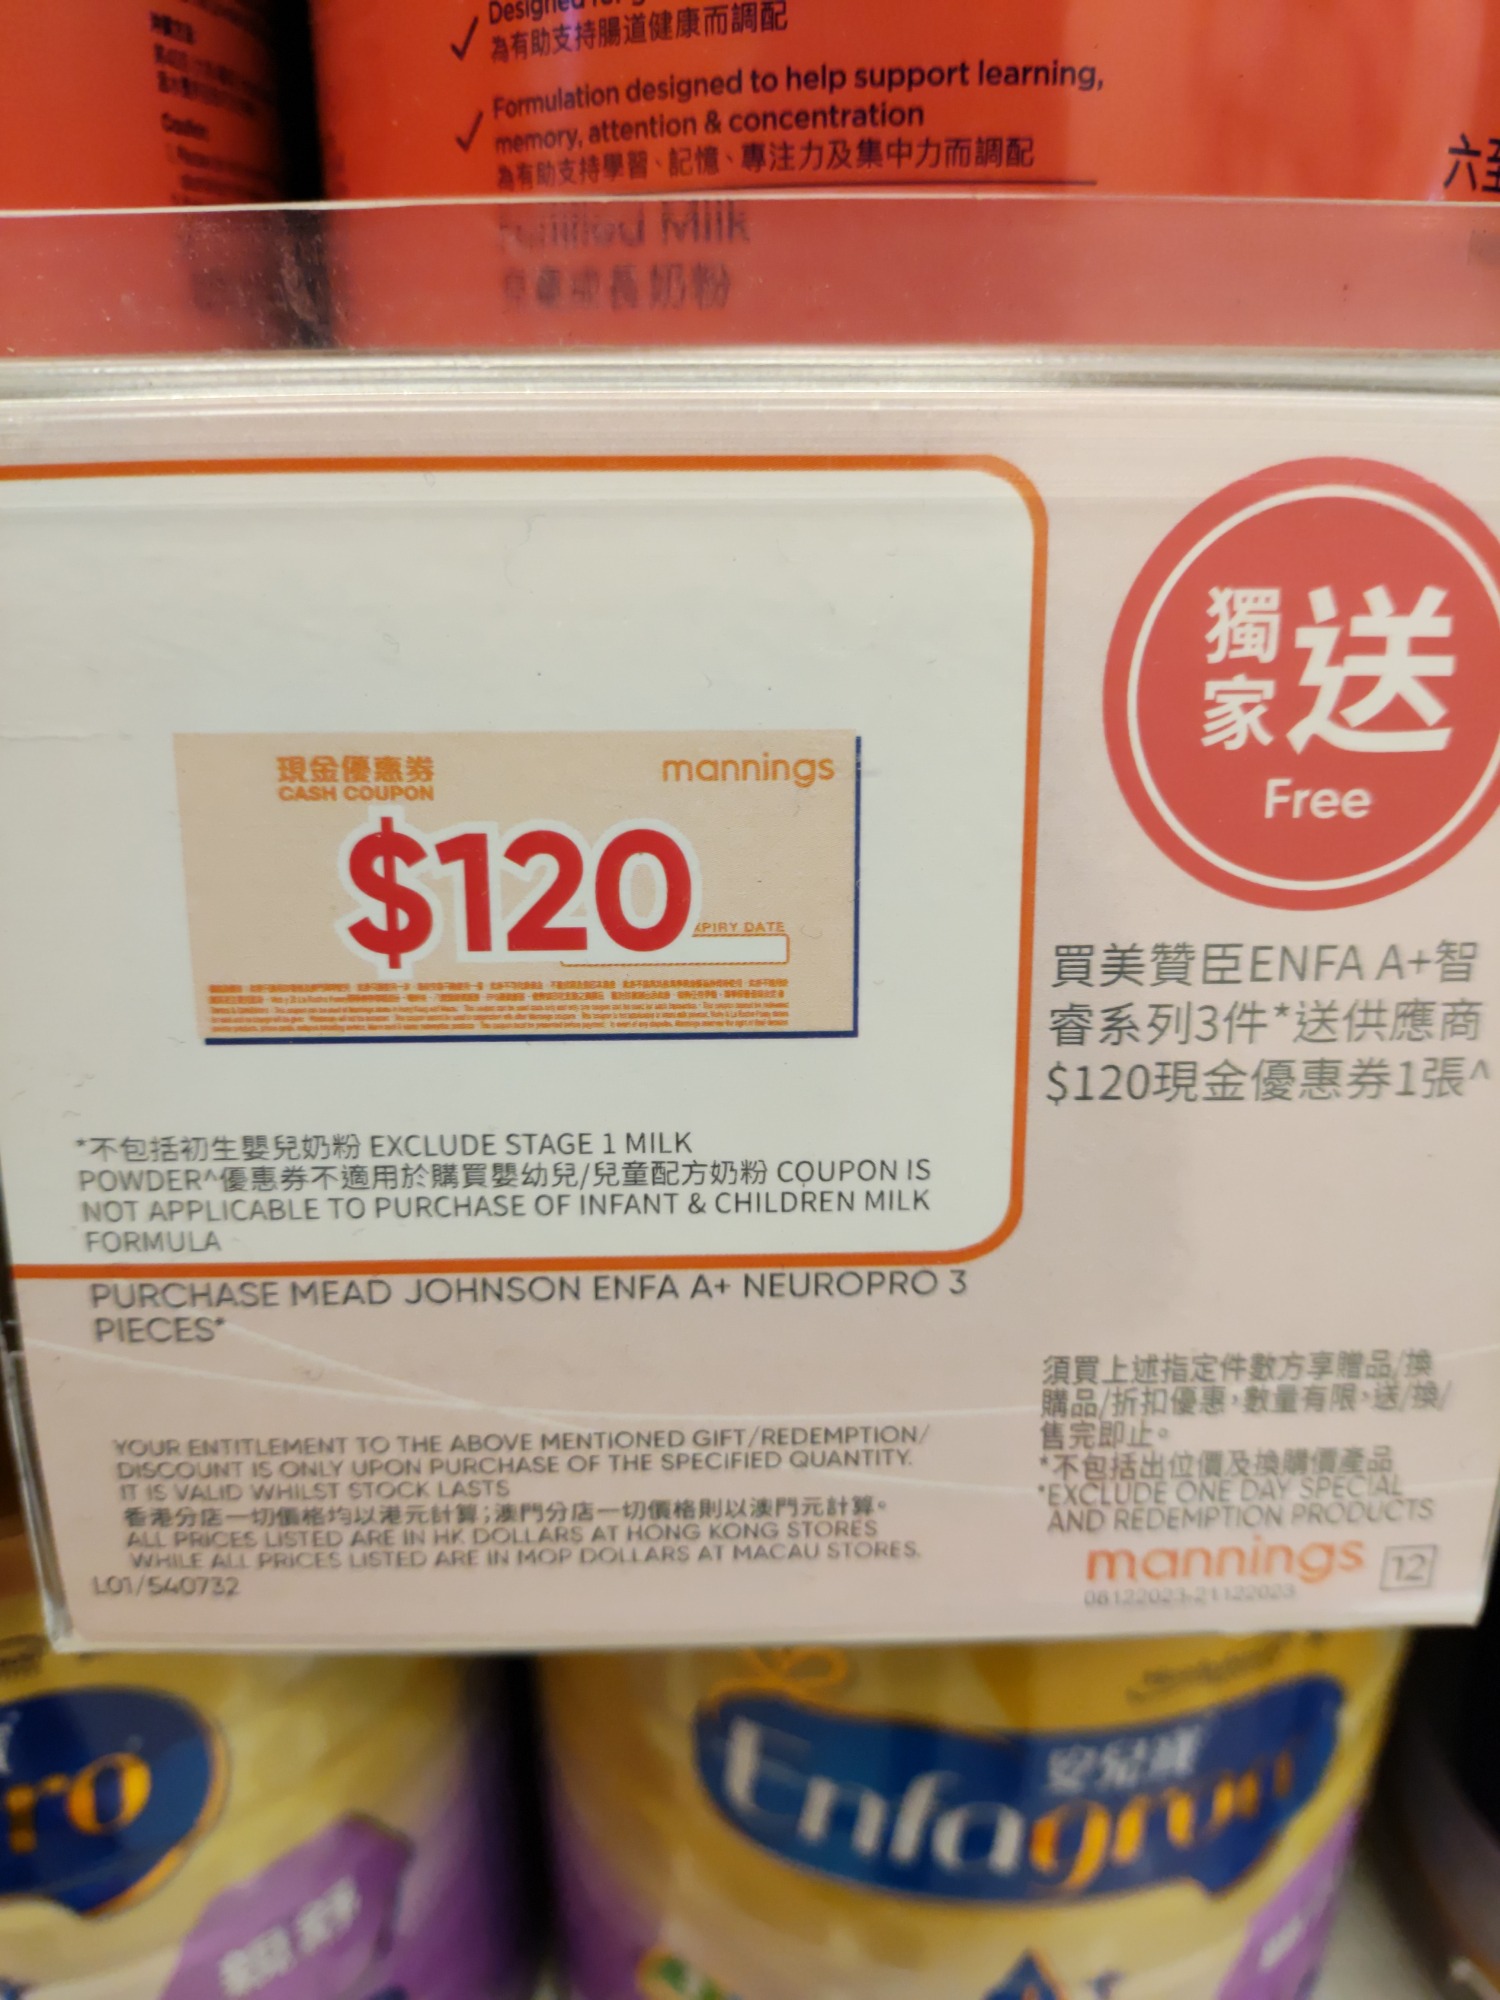 為有助支持腸道健康而調配
Formulation designed to help support learning,
memory, attention & concentration
為有助支持學習、記憶、專注力及集中力而調配
Milk
兒童成長奶粉
現金優惠券
CASH COUPON
mannings
$120
EXPIRY DATE
獨家
送
Free
買美贊臣ENFA A+智
睿系列3件*送供應商
$120現金優惠券1張^
*不包括初生嬰兒奶粉 EXCLUDE STAGE 1 MILK
POWDER^優惠券不適用於購買嬰幼兒/兒童配方奶粉 COUPON IS
NOT APPLICABLE TO PURCHASE OF INFANT & CHILDREN MILK
FORMULA
PURCHASE MEAD JOHNSON ENFA A+ NEUROPRO 3
PIECES*
須買上述指定件數方享贈品/換
購品/折扣優惠，數量有限，送/換/
售完即止。
*不包括出位價及換購價產品
*EXCLUDE ONE DAY SPECIAL
AND REDEMPTION PRODUCTS
YOUR ENTITLEMENT TO THE ABOVE MENTIONED GIFT/REDEMPTION/
DISCOUNT IS ONLY UPON PURCHASE OF THE SPECIFIED QUANTITY.
IT IS VALID WHILST STOCK LASTS
香港分店一切價格均以港元計算；澳門分店一切價格則以澳門元計算。
ALL PRICES LISTED ARE IN HK DOLLARS AT HONG KONG STORES
WHILE ALL PRICES LISTED ARE IN MOP DOLLARS AT MACAU STORES.
L01/540732
mannings 12
08122023-21122023
安兒寶
Enfagrow
親舒